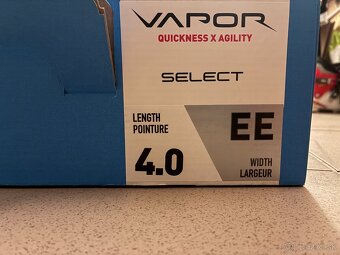 VAPOR
QUICKNESS X AGILITY
SELECT
LENGTH
POINTURE
4.0
EE
WIDTH
LARGEUR